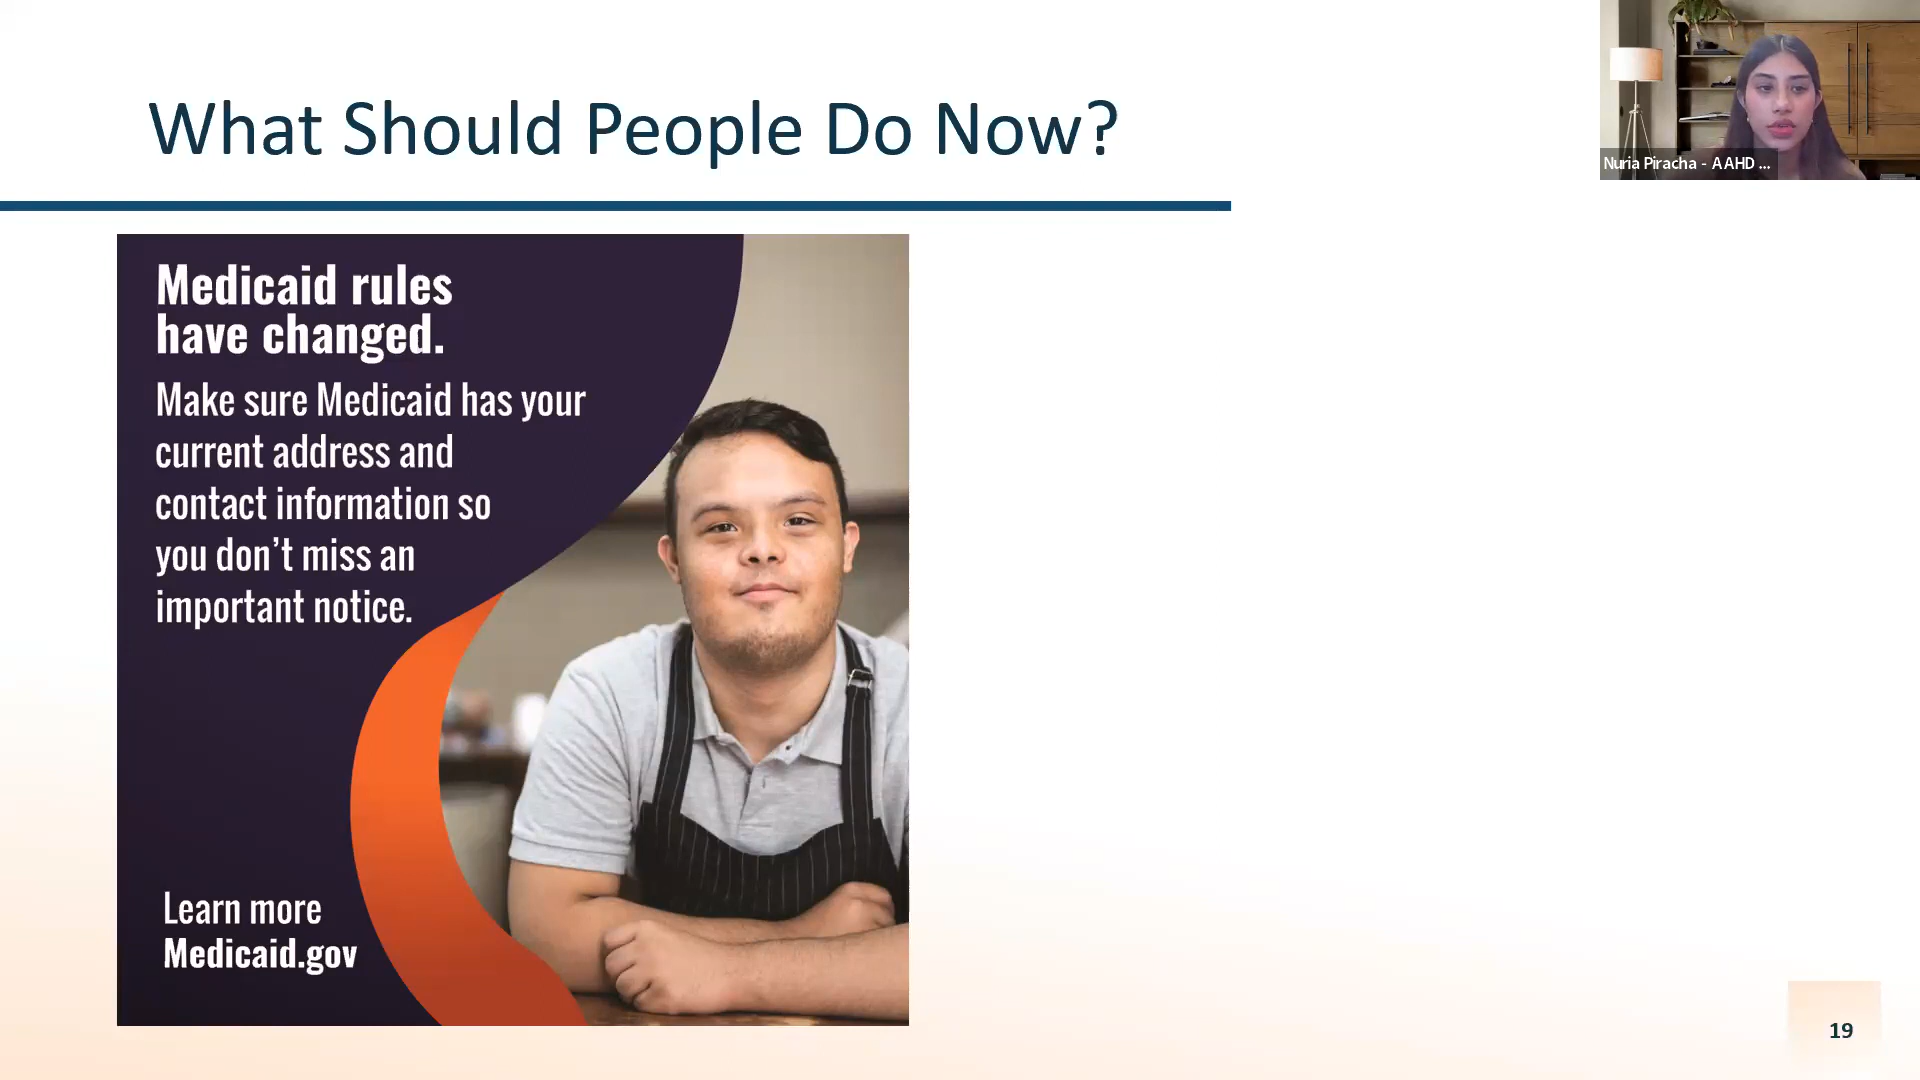 What Should People Do Now?
Nuria Piracha - AAHD ...
Medicaid rules
have changed.
Make sure Medicaid has your
current address and
contact information so
you don’t miss an
important notice.
Learn more
Medicaid.gov
19